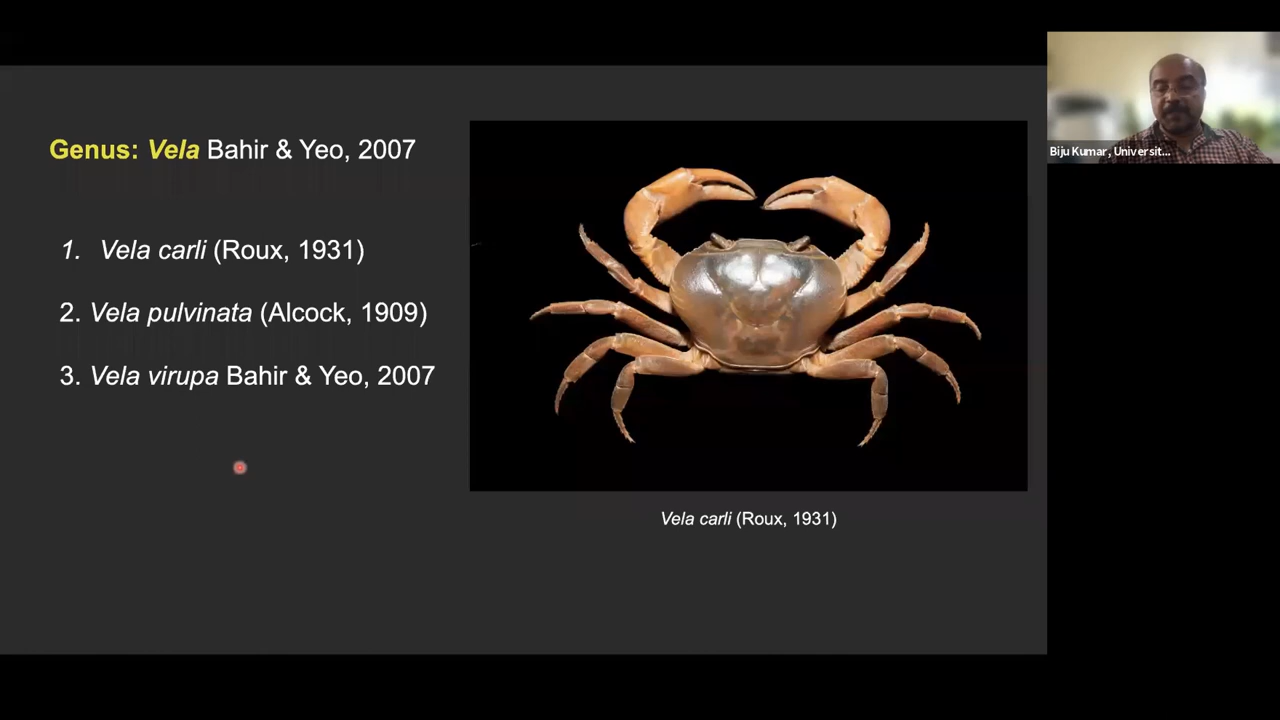 Genus: Vela Bahir & Yeo, 2007
1. Vela carli (Roux, 1931)
2. Vela pulvinata (Alcock, 1909)
3. Vela virupa Bahir & Yeo, 2007
Vela carli (Roux, 1931)
Biju Kumar, Universit...